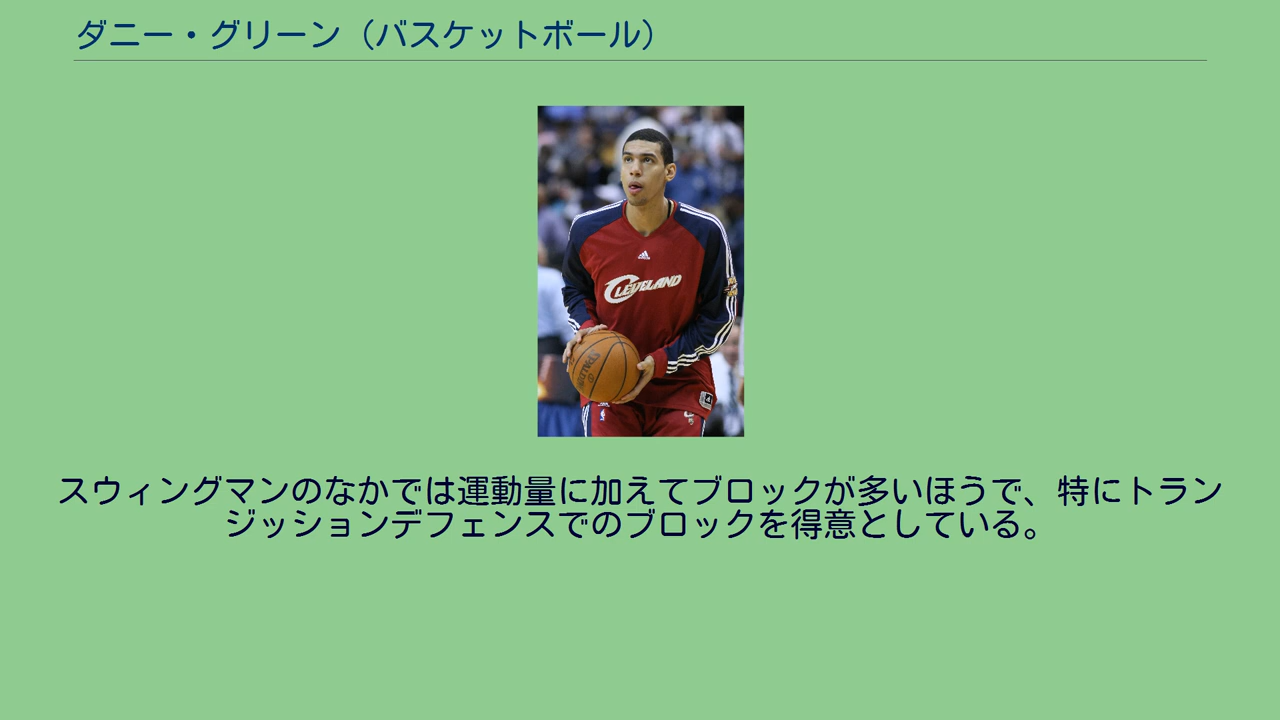 ダニー・グリーン（バスケットボール）
CLEVELAND
SPALDING
スウィングマンのなかでは運動量に加えてブロックが多いほうで、特にトラン
ジッションデフェンスでのブロックを得意としている。